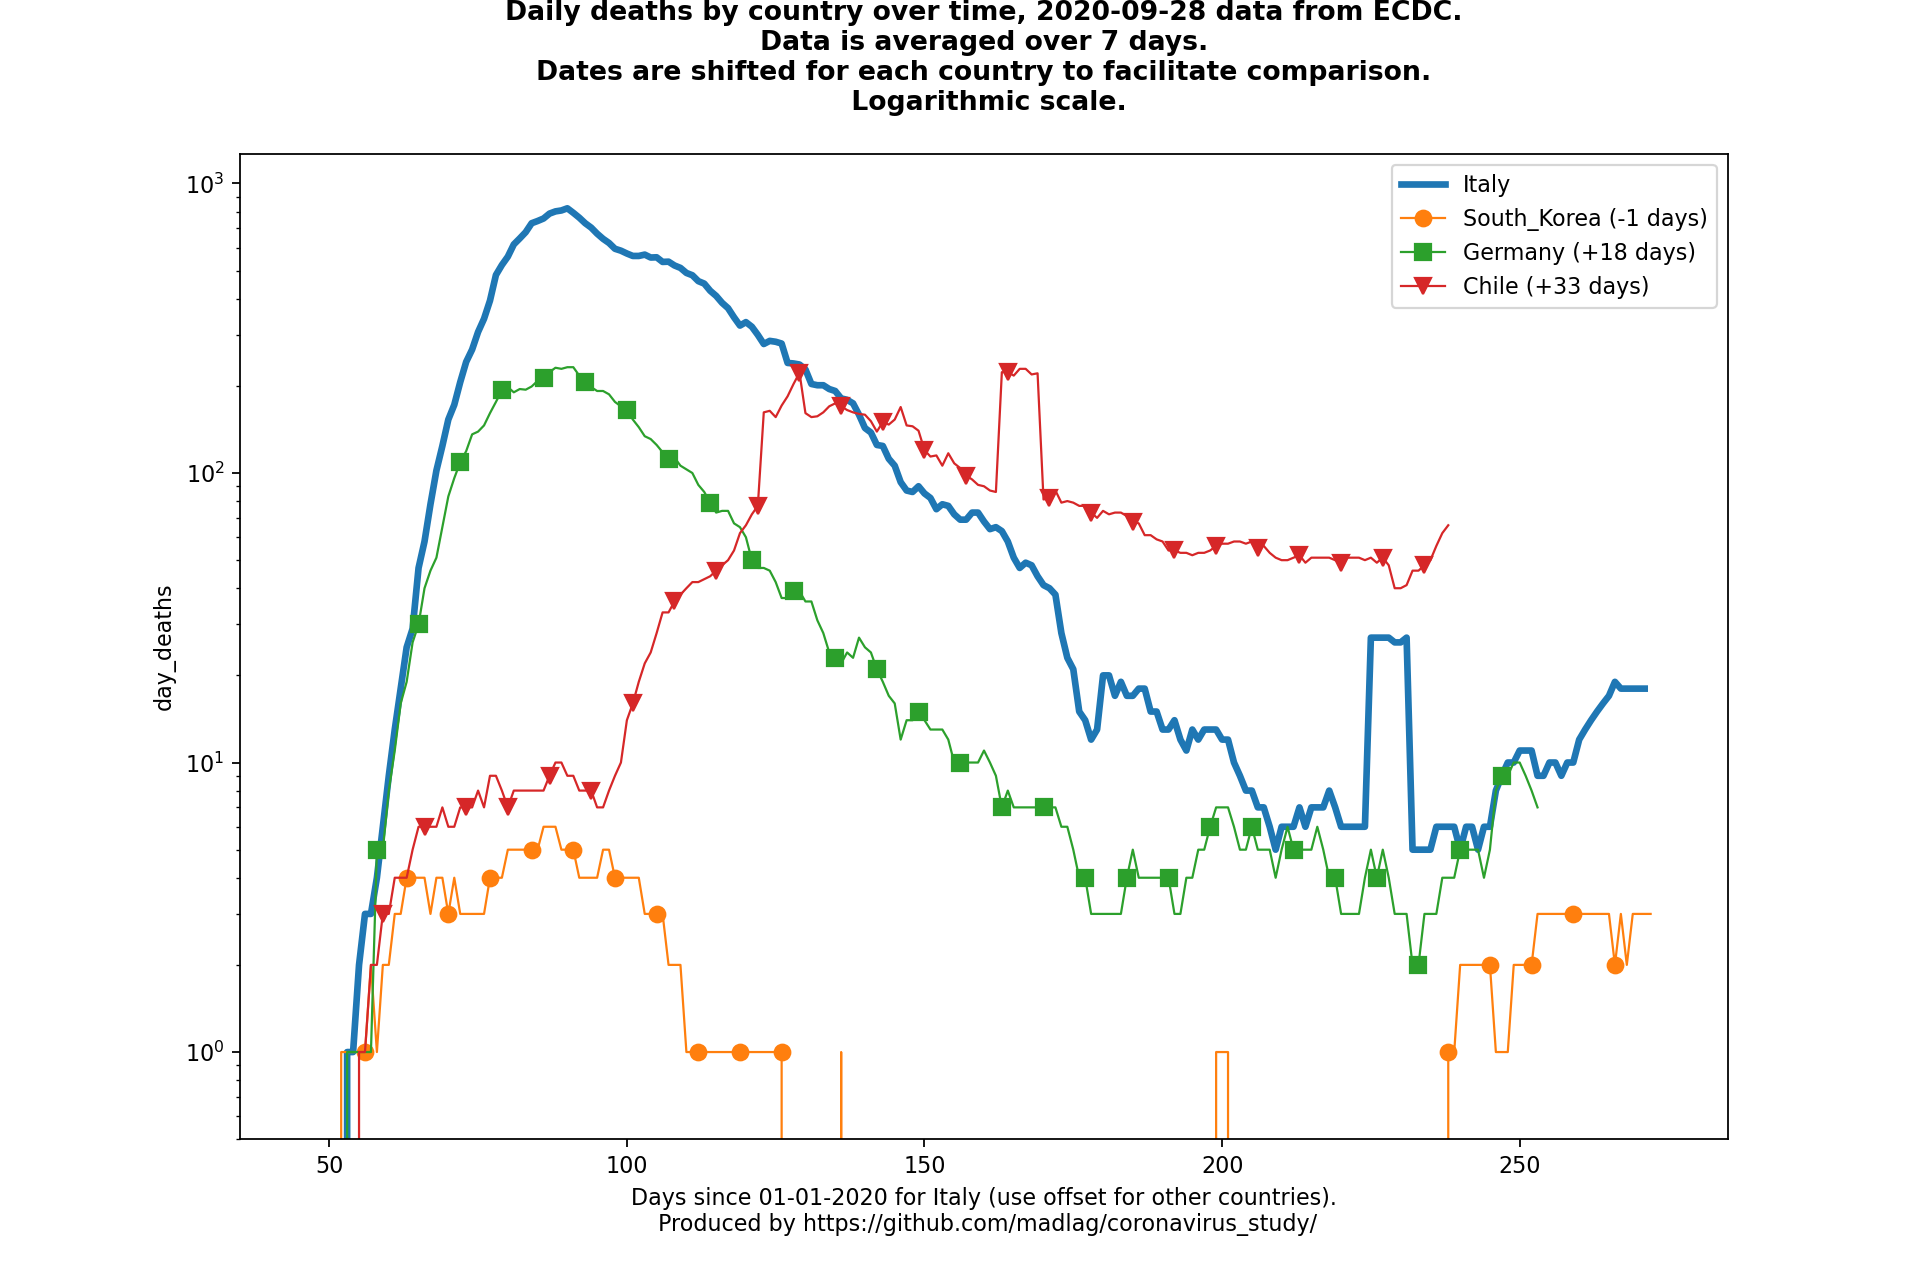 Daily deaths by country over time, 2020-09-28 data from ECDC.
Data is averaged over 7 days.
Dates are shifted for each country to facilitate comparison.
Logarithmic scale.
10³
10²
10¹
10⁰
day_deaths
Italy
South_Korea (-1 days)
Germany (+18 days)
Chile (+33 days)
50 100 150 200 250
Days since 01-01-2020 for Italy (use offset for other countries).
Produced by https://github.com/madlag/coronavirus_study/